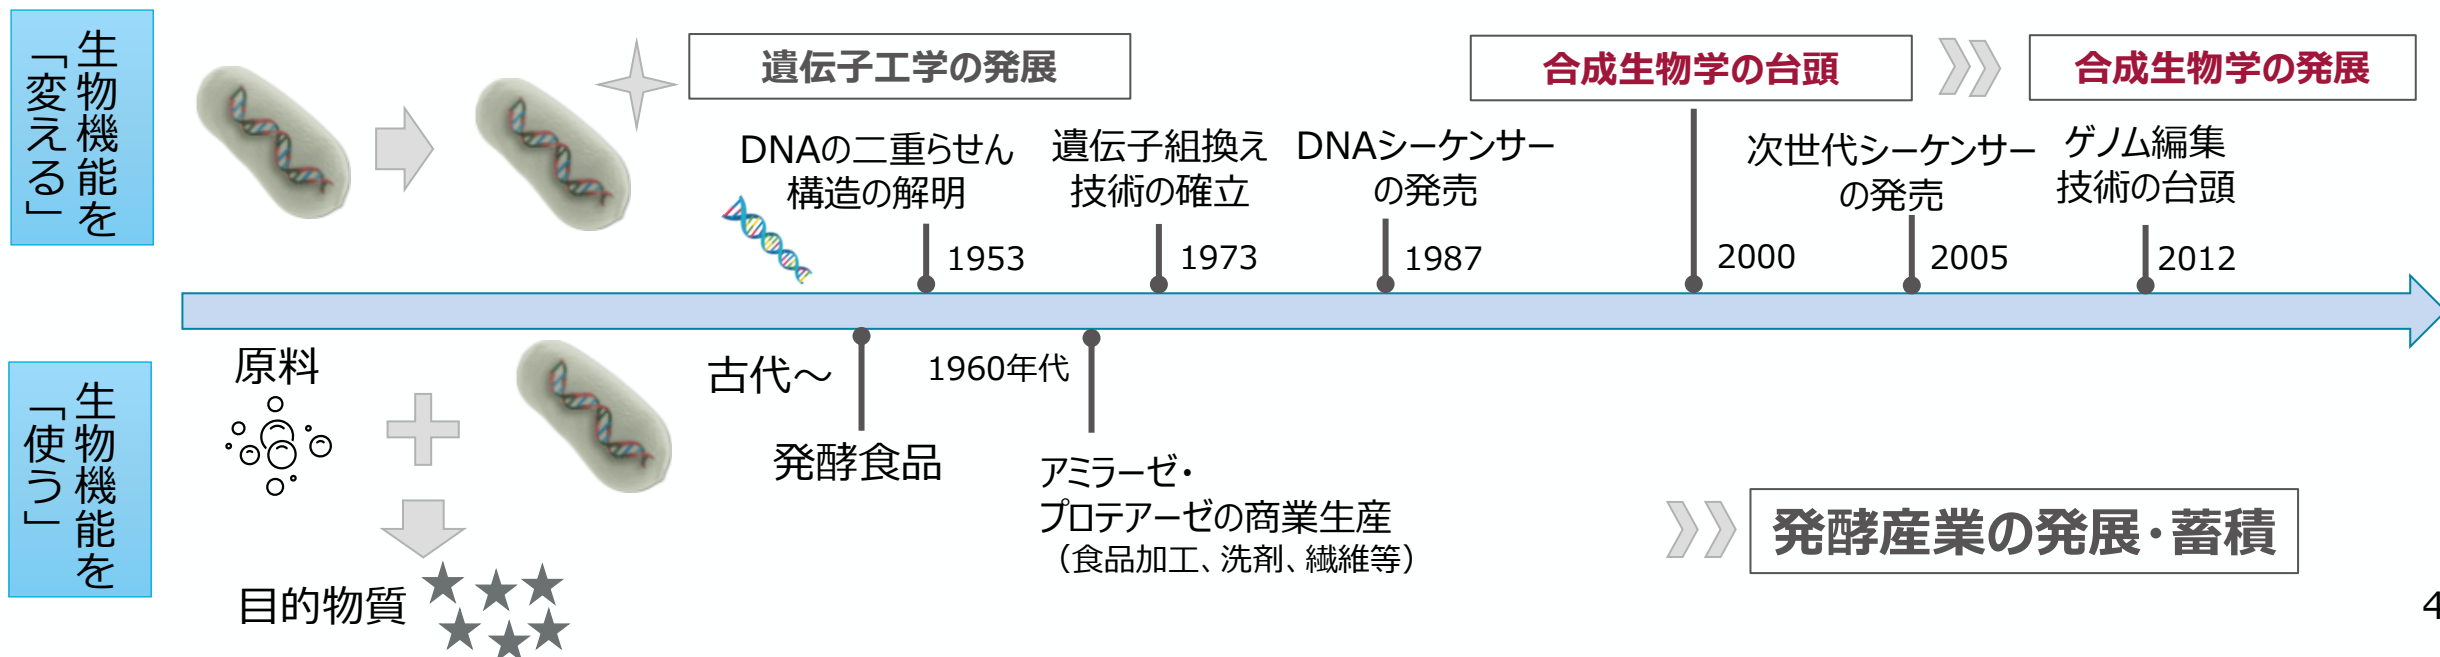 生物機能を
「変える」
遺伝子工学の発展
合成生物学の台頭
合成生物学の発展
DNAの二重らせん
構造の解明
遺伝子組換え
技術の確立
DNAシーケンサー
の発売
次世代シーケンサー
の発売
ゲノム編集
技術の台頭
1953
1973
1987
2000
2005
2012
生物機能を
「使う」
原料
目的物質
古代～
発酵食品
1960年代
アミラーゼ・
プロテアーゼの商業生産
（食品加工、洗剤、繊維等）
発酵産業の発展・蓄積
4